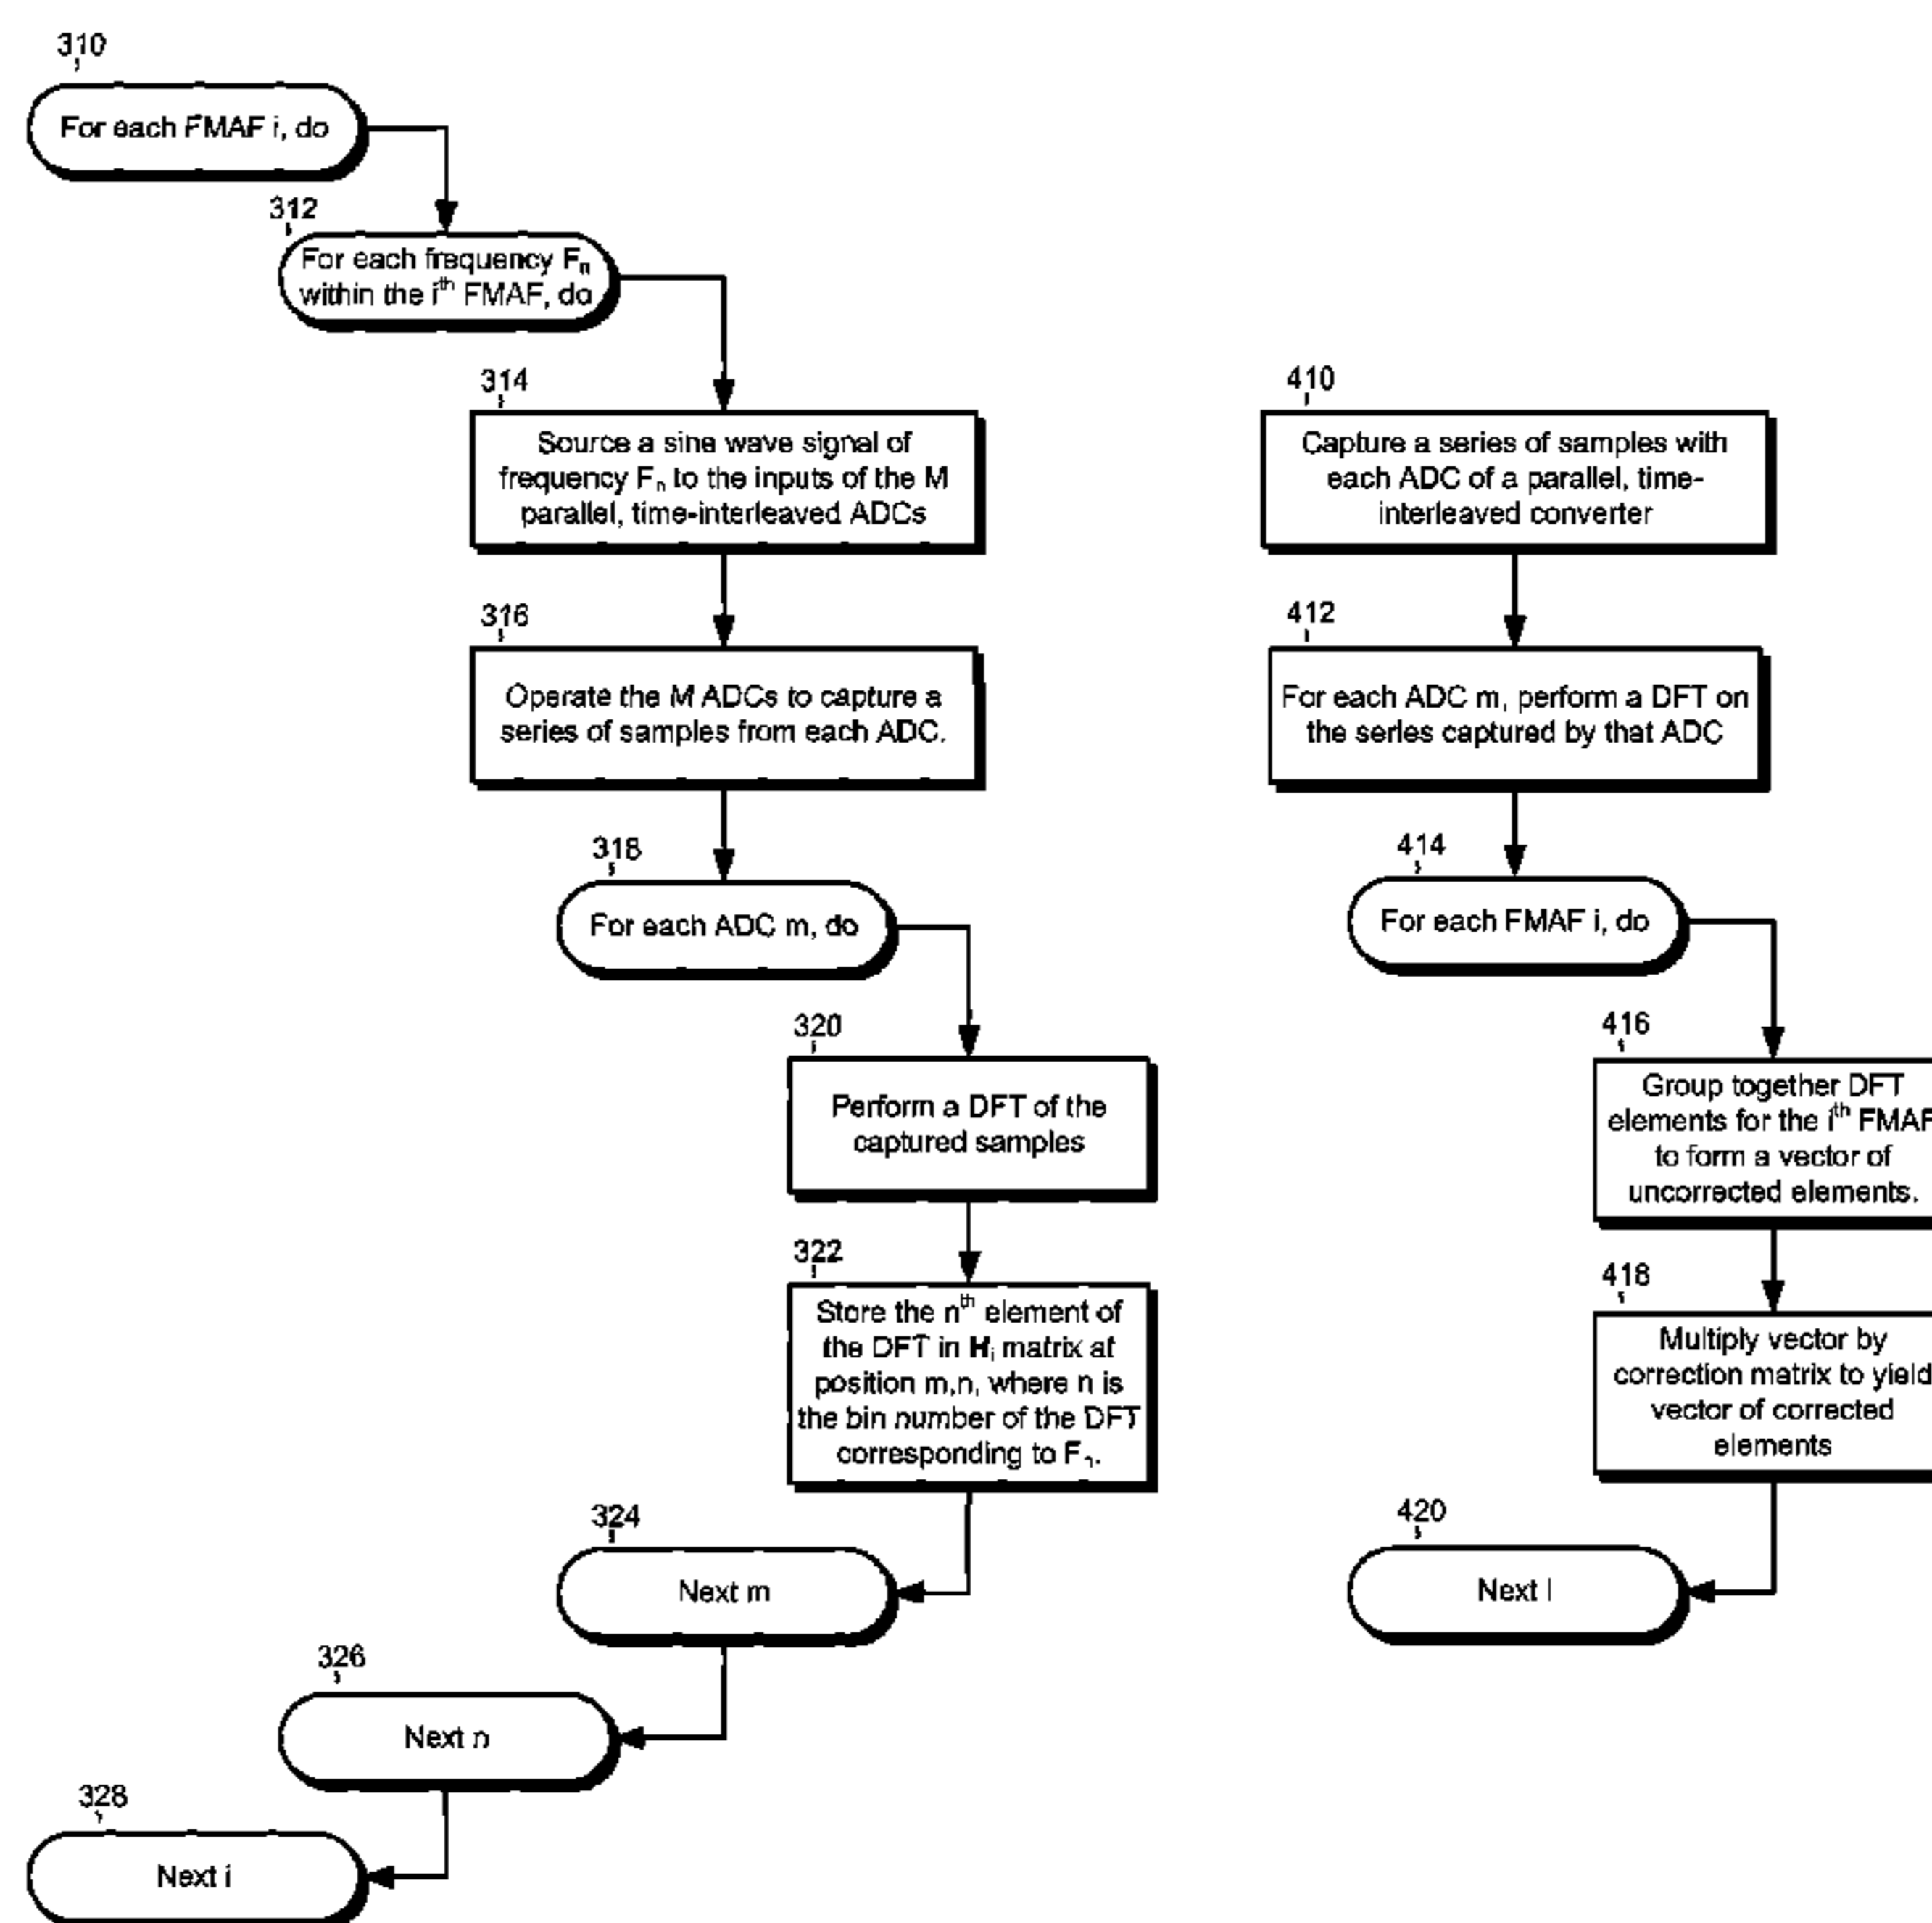 310
For each FMAF i, do
312
For each frequency Fn
within the ith FMAF, do
314
Source a sine wave signal of
frequency Fn to the inputs of the M
parallel, time-interleaved ADCs
316
Operate the M ADCs to capture a
series of samples from each ADC.
318
For each ADC m, do
320
Perform a DFT of the
captured samples
322
Store the nth element of
the DFT in Hi matrix at
position m,n, where n is
the bin number of the DFT
corresponding to Fn.
324
Next m
326
Next n
328
Next i
410
Capture a series of samples with
each ADC of a parallel, time-
interleaved converter
412
For each ADC m, perform a DFT on
the series captured by that ADC
414
For each FMAF i, do
416
Group together DFT
elements for the ith FMAF
to form a vector of
uncorrected elements.
418
Multiply vector by
correction matrix to yield
vector of corrected
elements
420
Next I